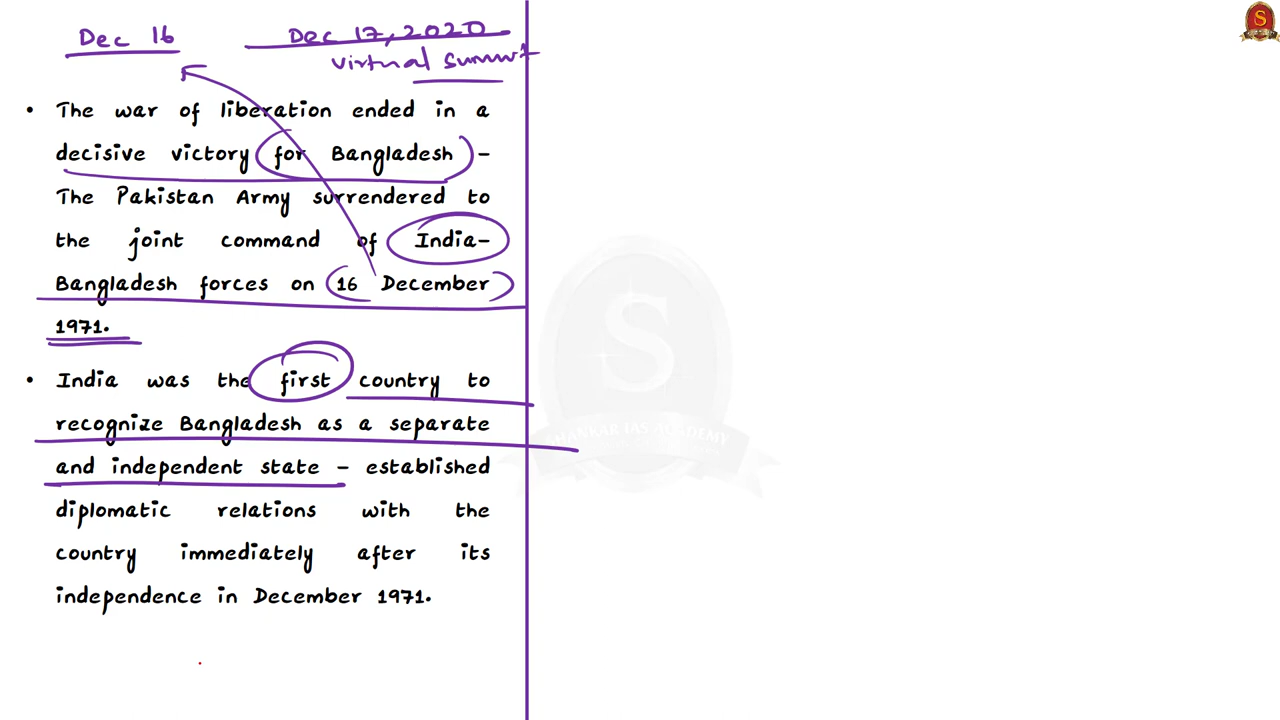 Dec 16 Dec 17, 2020
virtual summit
• The war of liberation ended in a
decisive victory for Bangladesh –
The Pakistan Army surrendered to
the joint command of India-
Bangladesh forces on 16 December
1971.
• India was the first country to
recognize Bangladesh as a separate
and independent state – established
diplomatic relations with the
country immediately after its
independence in December 1971.
S
SHANKAR IAS ACADEMY
S